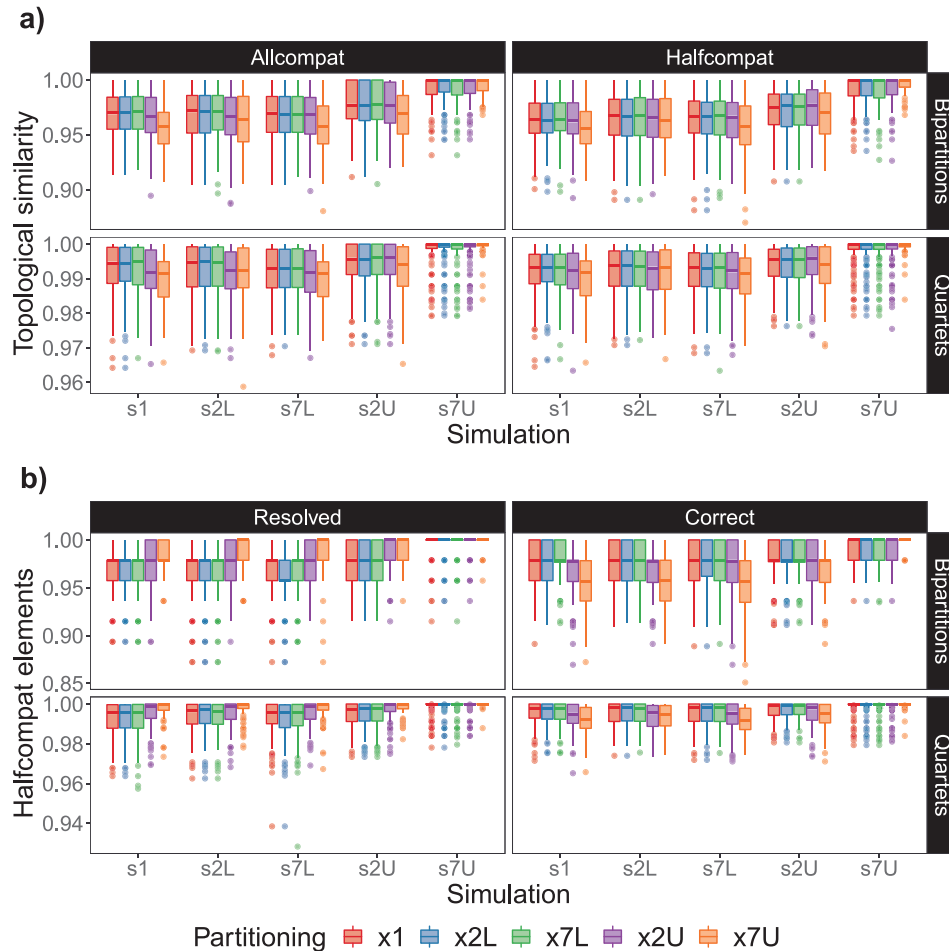 a)
Allcompat
Halfcompat
Topological similarity
1.00
0.95
0.90
Bipartitions
1.00
0.99
0.98
0.97
0.96
Quartets
s1 s2L s7L s2U s7U
s1 s2L s7L s2U s7U
Simulation
Simulation
b)
Resolved
Correct
Halfcompat elements
1.00
0.95
0.90
0.85
Bipartitions
1.00
0.98
0.96
0.94
Quartets
s1 s2L s7L s2U s7U
s1 s2L s7L s2U s7U
Simulation
Simulation
Partitioning x1 x2L x7L x2U x7U